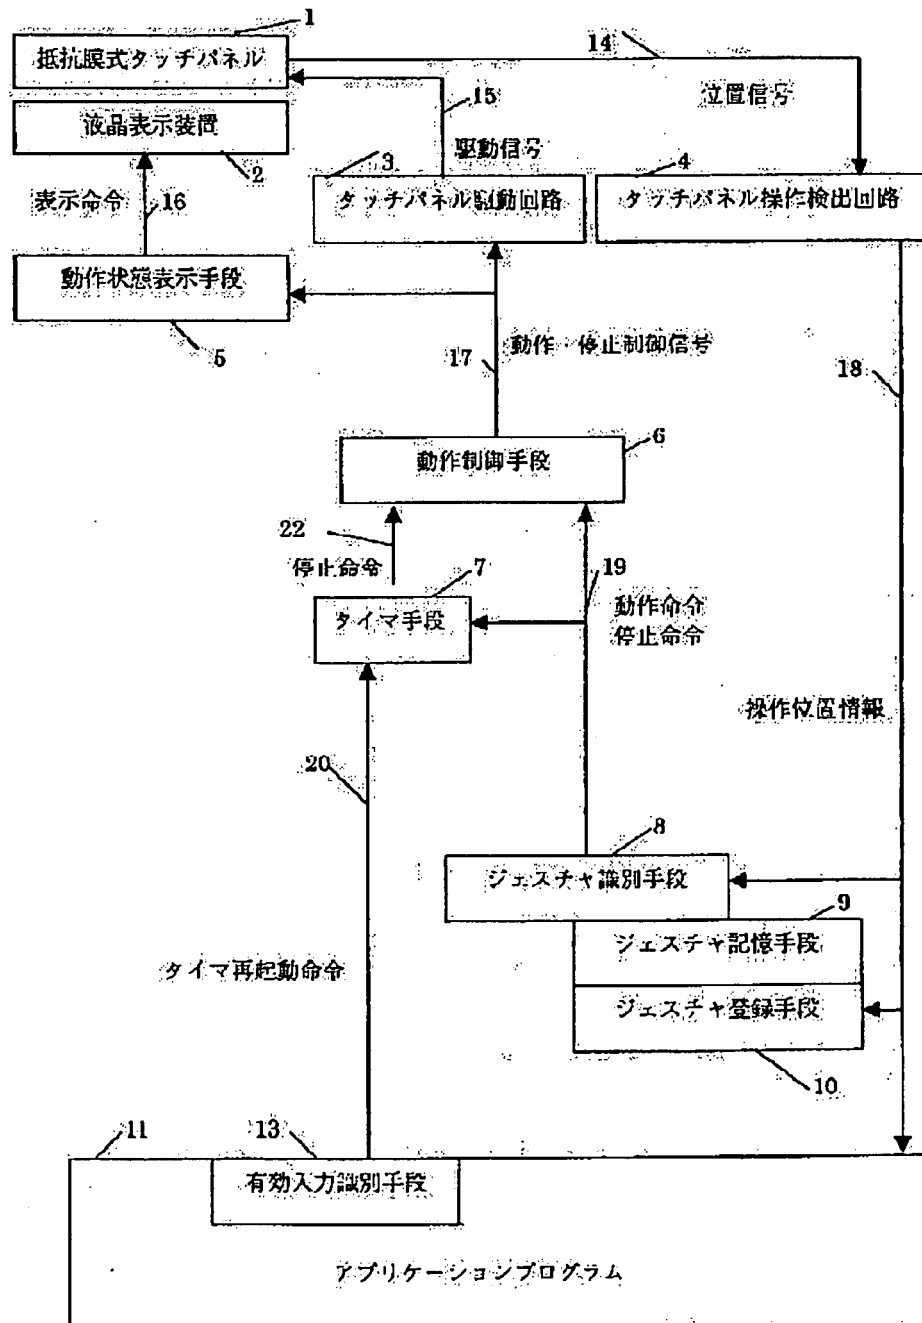 1
抵抗膜式タッチパネル
14
15
位置信号
液晶表示装置
2
駆動信号
3
4
表示命令
16
タッチパネル駆動回路
タッチパネル操作検出回路
動作状態表示手段
5
17
動作・停止制御信号
18
6
動作制御手段
22
停止命令
7
19
タイマ手段
動作命令
停止命令
操作位置情報
20
8
ジェスチャ識別手段
9
ジェスチャ記憶手段
タイマ再起動命令
ジェスチャ登録手段
10
11
13
有効入力識別手段
アプリケーションプログラム